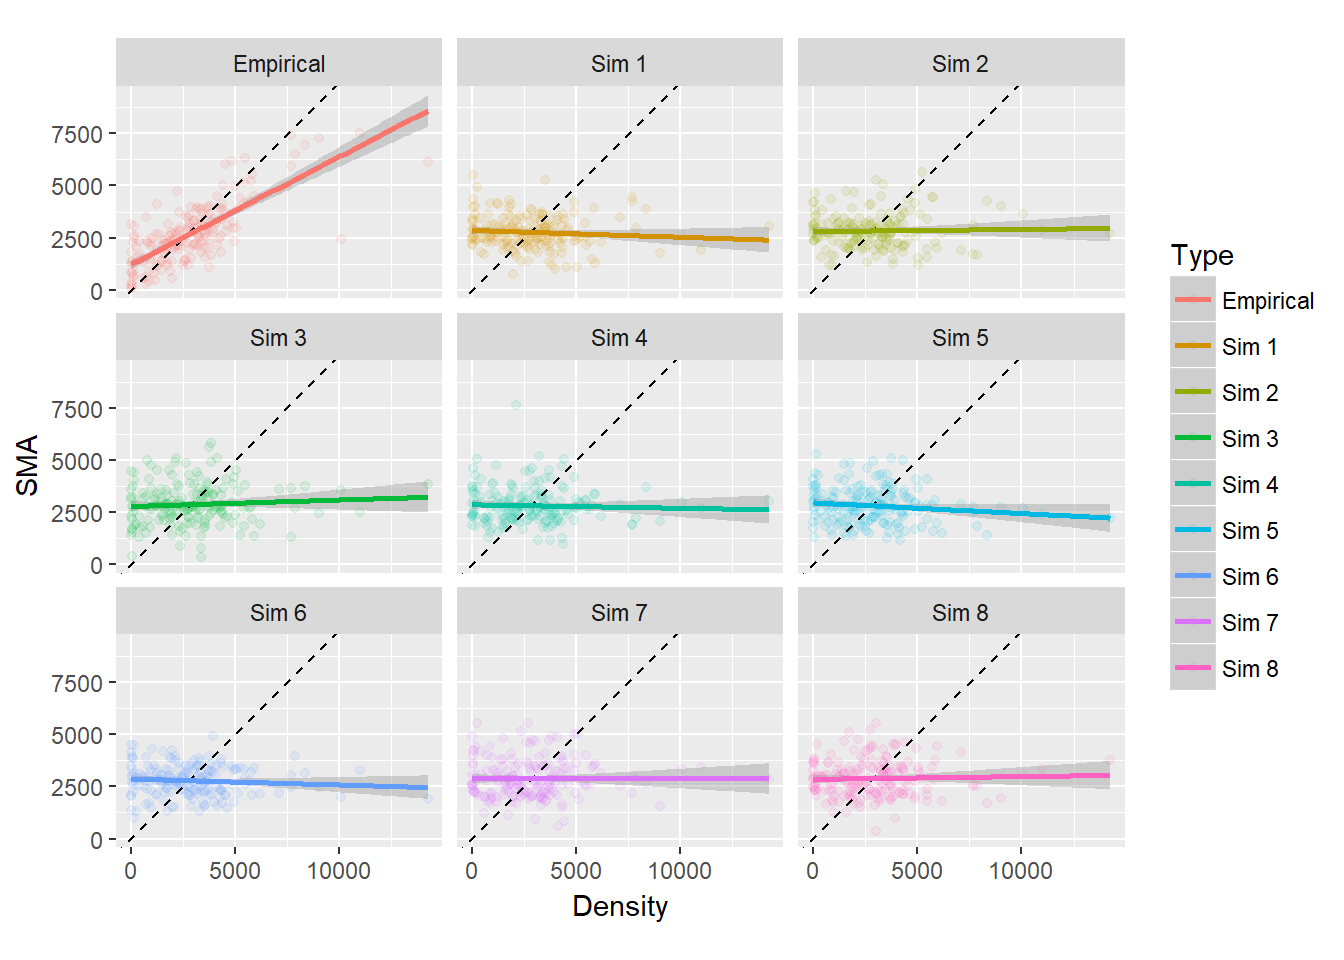 Empirical Sim 1 Sim 2
7500
5000
2500
0
Sim 3 Sim 4 Sim 5
7500
5000
2500
0
Sim 6 Sim 7 Sim 8
7500
5000
2500
0
0 5000 10000 0 5000 10000 0 5000 10000
Density
SMA
Type
Empirical
Sim 1
Sim 2
Sim 3
Sim 4
Sim 5
Sim 6
Sim 7
Sim 8